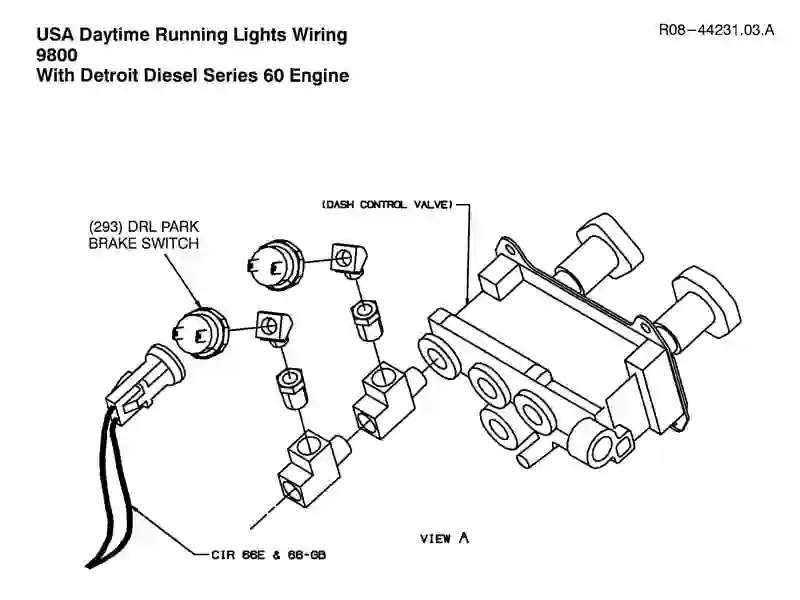 USA Daytime Running Lights Wiring
R08-44231.03.A
9800
With Detroit Diesel Series 60 Engine
(DASH CONTROL VALVE)
(293) DRL PARK
BRAKE SWITCH
VIEW A
CIR 66E & 66-GB